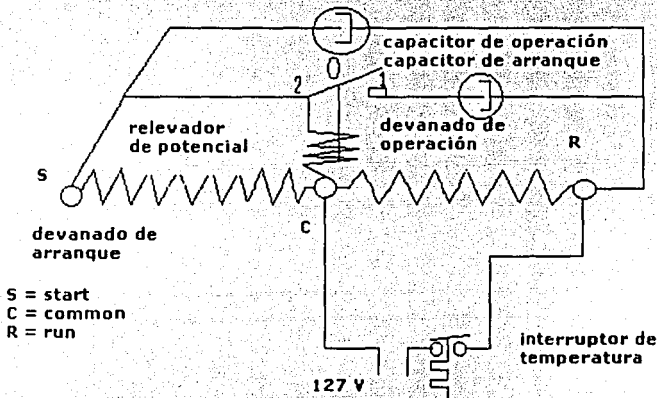 capacitor de operación
capacitor de arranque
2
1
relevador
de potencial
devanado de
operación
R
S
C
devanado de
arranque
S = start
C = common
R = run
interruptor de
temperatura
127 V